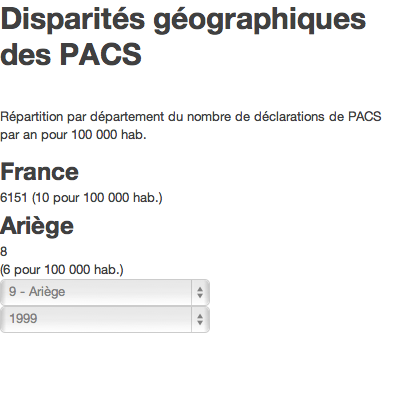 Disparités géographiques
des PACS
Répartition par département du nombre de déclarations de PACS
par an pour 100 000 hab.
France
6151 (10 pour 100 000 hab.)
Ariège
8
(6 pour 100 000 hab.)
9 - Ariège
1999